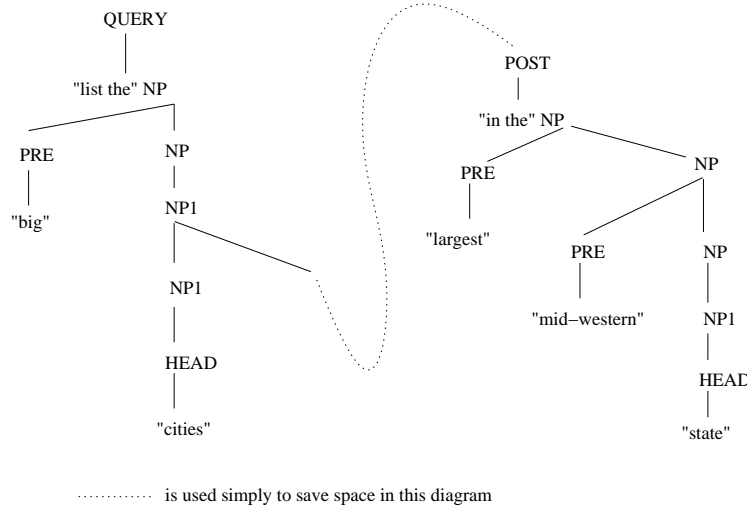 QUERY
"list the" NP
PRE
NP
"big"
NP1
NP1
HEAD
"cities"
POST
"in the" NP
PRE
NP
"largest"
PRE
NP
"mid−western"
NP1
HEAD
"state"
is used simply to save space in this diagram